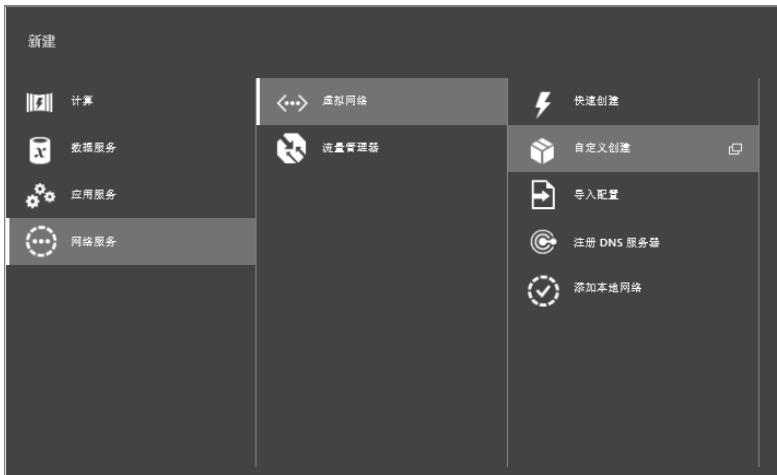 新建
计算
数据服务
应用服务
网络服务
虚拟网络
流量管理器
快速创建
自定义创建
导入配置
注册 DNS 服务器
添加本地网络